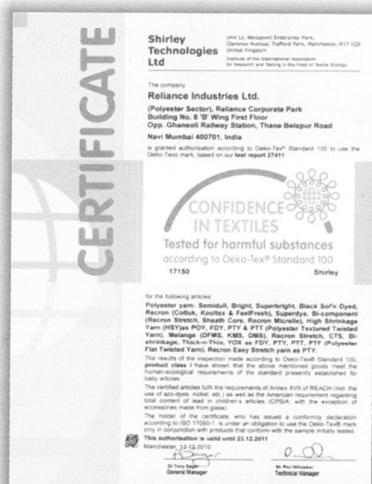 CERTIFICATE
Shirley
Technologies
Ltd
Unit 12, Westpoint Enterprise Park,
Clarence Avenue, Trafford Park, Manchester, M17 1QS
United Kingdom
Institute of the International Association
for Research and Testing in the Field of Textile Ecology
The company
Reliance Industries Ltd.
(Polyester Sector), Reliance Corporate Park
Building No. 8 'B' Wing First Floor
Opp. Ghansoli Railway Station, Thane Belapur Road
Navi Mumbai 400701, India
is granted authorization according to Oeko-Tex® Standard 100 to use the
Oeko-Tex® mark, based on our test report 27411
CONFIDENCE
IN TEXTILES
Tested for harmful substances
according to Oeko-Tex® Standard 100
17150 Shirley
for the following articles:
Polyester yarn: Semidull, Bright, Superbright, Black Sol'n Dyed,
Recron (Cotluk, Kooltex & FeelFresh), Superdye, Bi-component
(Recron Stretch, Sheath Core, Recron Micrelle), High Shrinkage
Yarn (HSY)as POY, FDY, PTY & PTT (Polyester Textured Twisted
Yarn). Melange (DFMS, KMS, DMS), Recron Stretch, CTS, Bi-
shrinkage, Thick-n-Thin, YOX as FDY, PTY, PTT, PTF (Polyester
Flat Twisted Yarn), Recron Easy Stretch yarn as PTY.
The results of the inspection made according to Oeko-Tex® Standard 100,
product class I have shown that the above mentioned goods meet the
human-ecological requirements of the standard presently established for
baby articles.
The certified articles fulfil the requirements of Annex XVII of REACH (incl. the
use of azo-dyes, nickel, etc.) as well as the American requirement regarding
total content of lead in children's articles (CPSIA; with the exception of
accessories made from glass)
The holder of the certificate, who has issued a conformity declaration
according to ISO 17050-1, is under an obligation to use the Oeko-Tex® mark
only in conjunction with products that conform with the sample initially tested.
This authorisation is valid until 23.12.2011
Manchester, 13.12.2010
Dr Tony
General Manager
Mr Phil Whitaker
Technical Manager